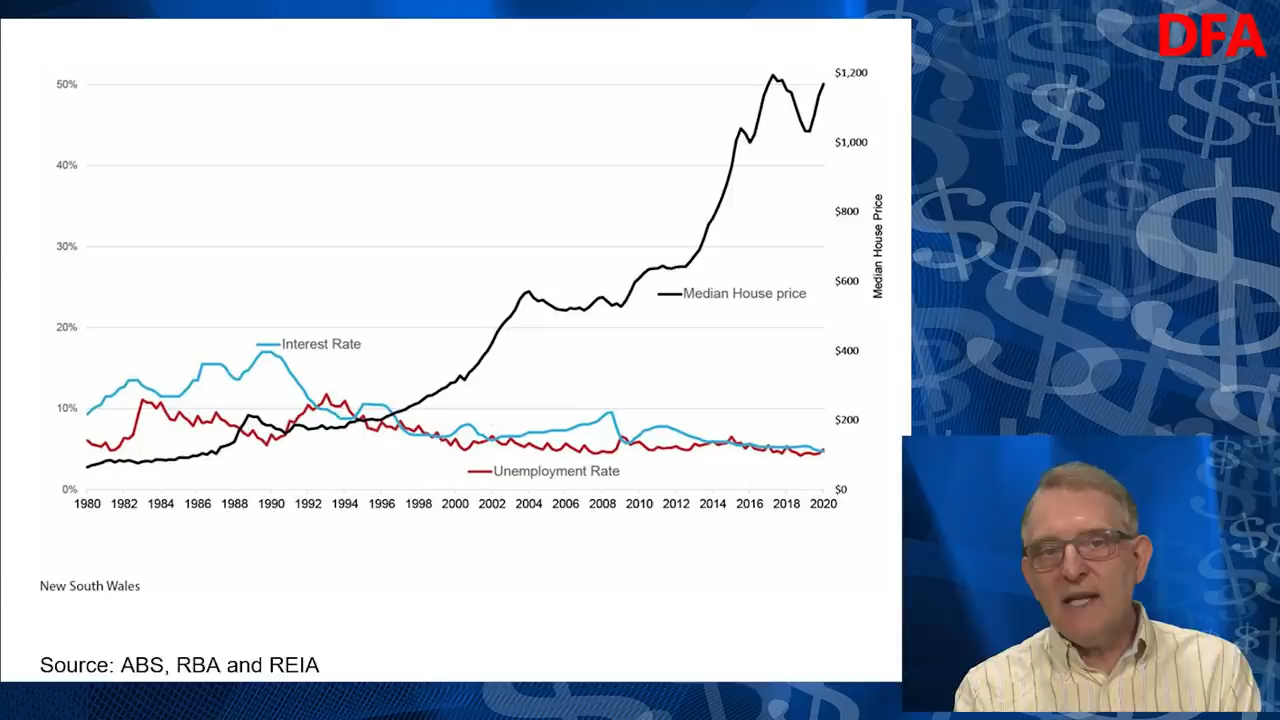 DFA
50%
40%
30%
20%
10%
0%
$1,200
$1,000
$800
$600
$400
$200
$0
Median House Price
Median House price
Interest Rate
Unemployment Rate
1980 1982 1984 1986 1988 1990 1992 1994 1996 1998 2000 2002 2004 2006 2008 2010 2012 2014 2016 2018 2020
New South Wales
Source: ABS, RBA and REIA